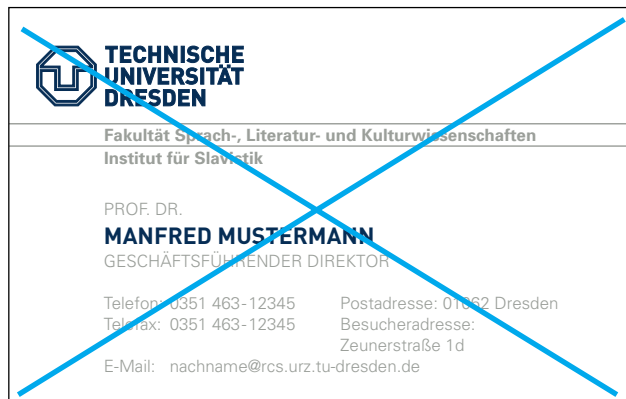 TECHNISCHE
UNIVERSITÄT
DRESDEN
Fakultät Sprach-, Literatur- und Kulturwissenschaften
Institut für Slavistik
PROF. DR.
MANFRED MUSTERMANN
GESCHÄFTSFÜHRENDER DIREKTOR
Telefon: 0351 463-12345 Postadresse: 01062 Dresden
Telefax: 0351 463-12345 Besucheradresse:
Zeunerstraße 1d
E-Mail: nachname@rcs.urz.tu-dresden.de